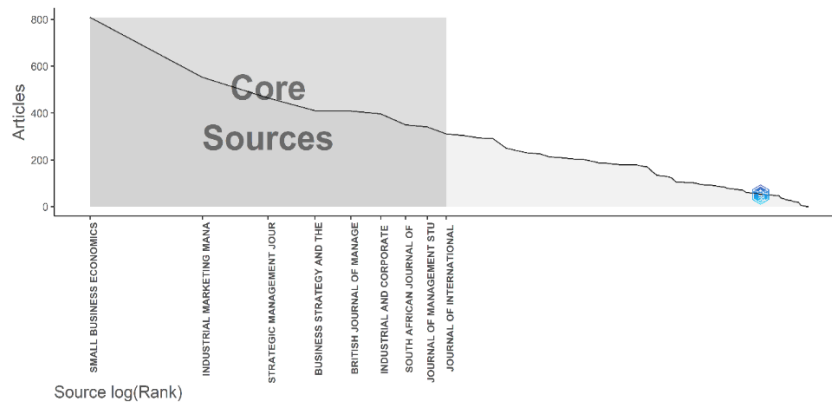 800
600
400
200
0
Articles
Core
Sources
SMALL BUSINESS ECONOMICS
INDUSTRIAL MARKETING MANA
STRATEGIC MANAGEMENT JOUR
BUSINESS STRATEGY AND THE
BRITISH JOURNAL OF MANAGE
INDUSTRIAL AND CORPORATE
SOUTH AFRICAN JOURNAL OF
JOURNAL OF MANAGEMENT STU
JOURNAL OF INTERNATIONAL
Source log(Rank)